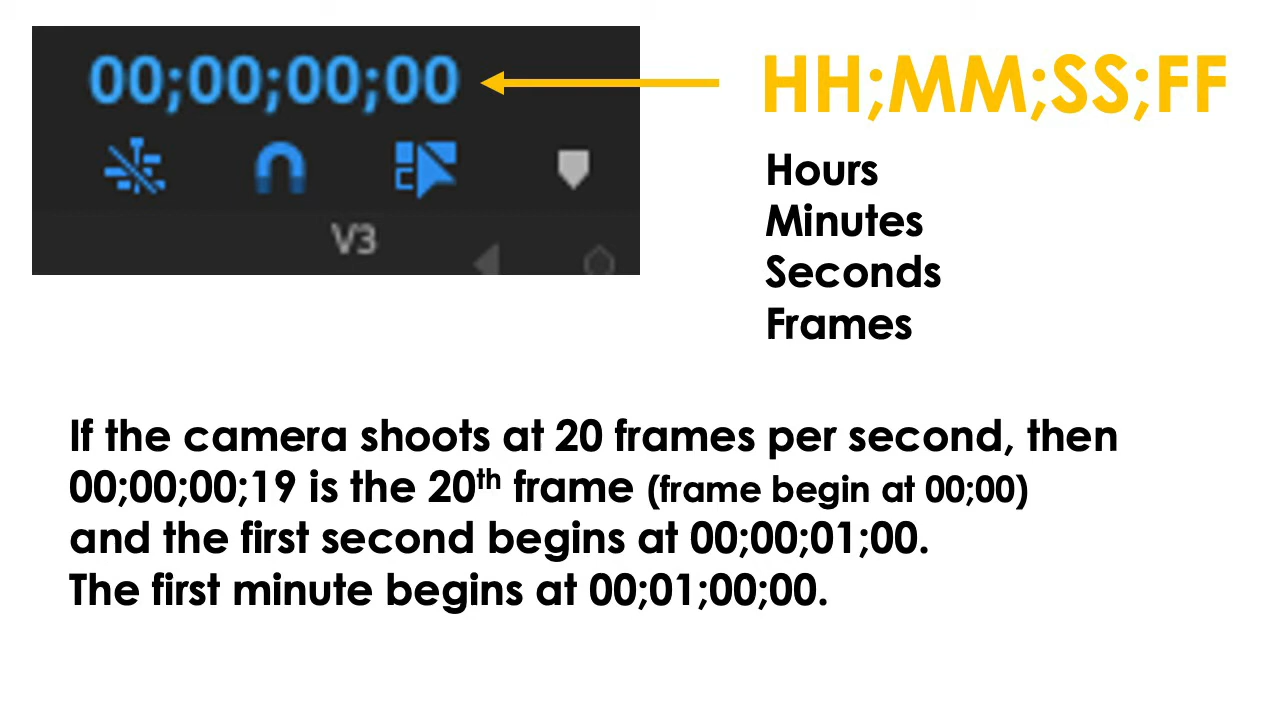 00;00;00;00
HH;MM;SS;FF
V3
Hours
Minutes
Seconds
Frames
If the camera shoots at 20 frames per second, then
00;00;00;19 is the 20th frame (frame begin at 00;00)
and the first second begins at 00;00;01;00.
The first minute begins at 00;01;00;00.